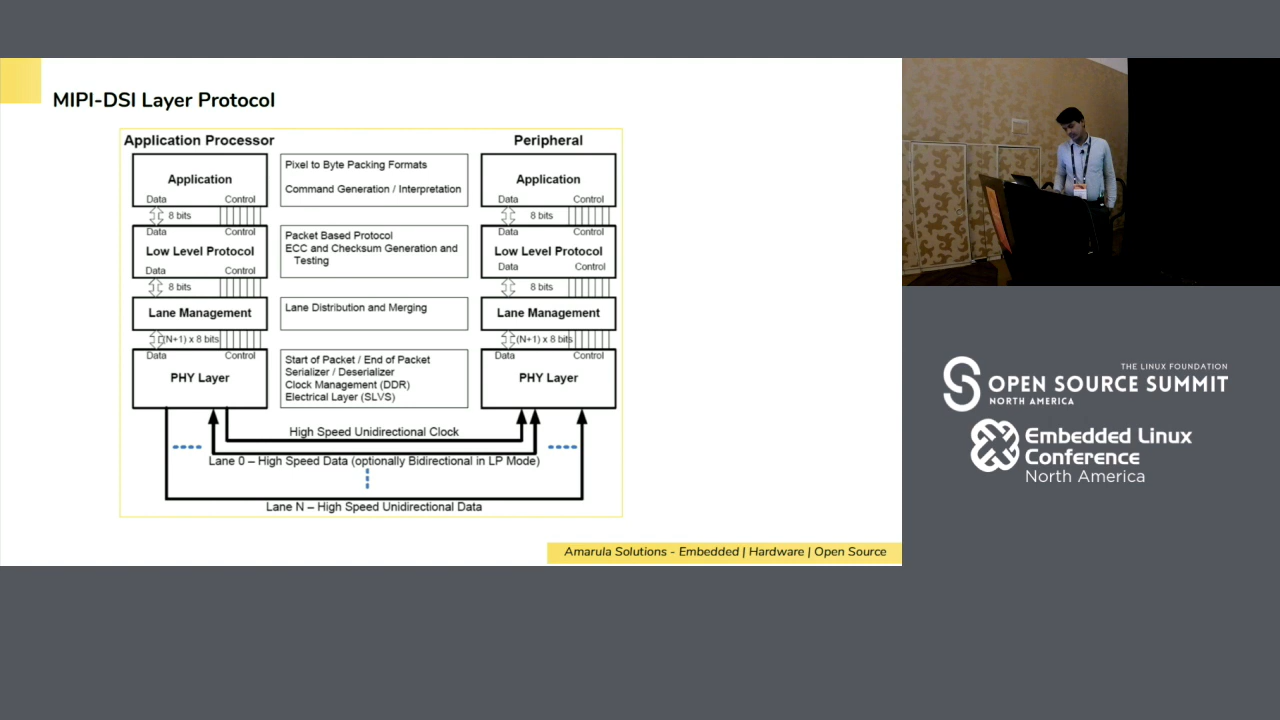 MIPI-DSI Layer Protocol
Application Processor
Peripheral
Application
Data
Control
8 bits
Data
Control
Low Level Protocol
Data
Control
8 bits
Lane Management
(N+1) x 8 bits
Data
Control
PHY Layer
Pixel to Byte Packing Formats
Command Generation / Interpretation
Packet Based Protocol
ECC and Checksum Generation and
Testing
Lane Distribution and Merging
Start of Packet / End of Packet
Serializer / Deserializer
Clock Management (DDR)
Electrical Layer (SLVS)
Application
Data
Control
8 bits
Data
Control
Low Level Protocol
Data
Control
8 bits
Lane Management
(N+1) x 8 bits
Data
Control
PHY Layer
High Speed Unidirectional Clock
Lane 0 – High Speed Data (optionally Bidirectional in LP Mode)
Lane N – High Speed Unidirectional Data
Amarula Solutions - Embedded | Hardware | Open Source
THE LINUX FOUNDATION
OPEN SOURCE SUMMIT
NORTH AMERICA
Embedded Linux
Conference
North America